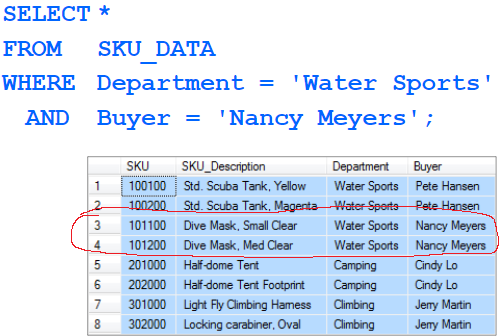 SELECT *
FROM SKU_DATA
WHERE Department = 'Water Sports'
AND Buyer = 'Nancy Meyers';
SKU SKU_Description Department Buyer
1 100100 Std. Scuba Tank, Yellow Water Sports Pete Hansen
2 100200 Std. Scuba Tank, Magenta Water Sports Pete Hansen
3 101100 Dive Mask, Small Clear Water Sports Nancy Meyers
4 101200 Dive Mask, Med Clear Water Sports Nancy Meyers
5 201000 Half-dome Tent Camping Cindy Lo
6 202000 Half-dome Tent Footprint Camping Cindy Lo
7 301000 Light Fly Climbing Harness Climbing Jerry Martin
8 302000 Locking carabiner, Oval Climbing Jerry Martin